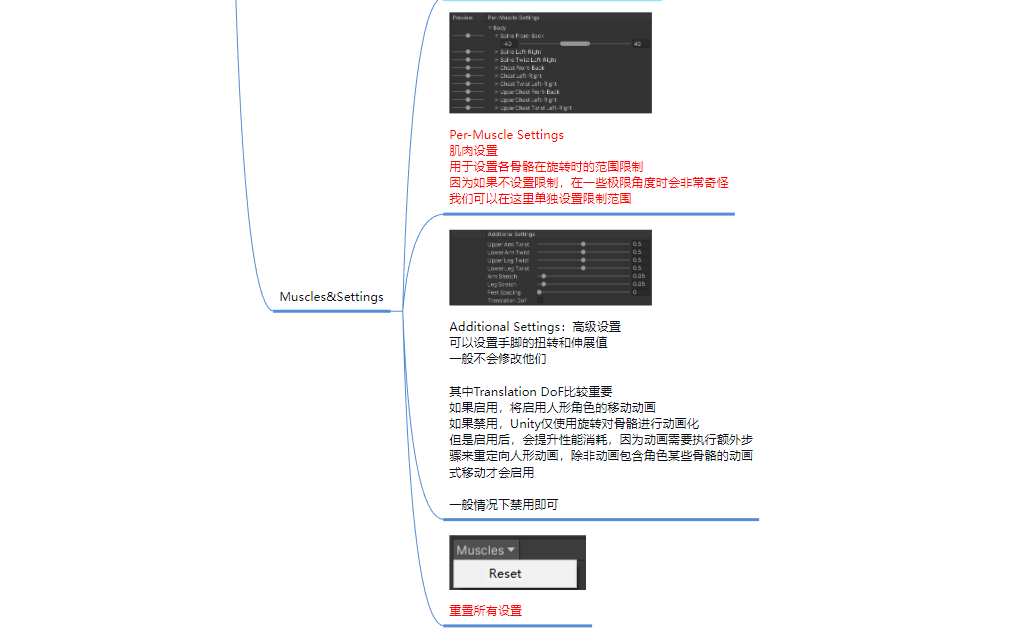 Preview Per-Muscle Settings
Body
Spine Front-Back
-40 40
Spine Left-Right
Spine Twist Left-Right
Chest Front-Back
Chest Left-Right
Chest Twist Left-Right
UpperChest Front-Back
UpperChest Left-Right
UpperChest Twist Left-Right
Per-Muscle Settings
肌肉设置
用于设置各骨骼在旋转时的范围限制
因为如果不设置限制，在一些极限角度时会非常奇怪
我们可以在这里单独设置限制范围
Additional Settings
Upper Arm Twist 0.5
Lower Arm Twist 0.5
Upper Leg Twist 0.5
Lower Leg Twist 0.5
Arm Stretch 0.05
Leg Stretch 0.05
Feet Spacing 0
Translation DoF
Muscles&Settings
Additional Settings：高级设置
可以设置手脚的扭转和伸展值
一般不会修改他们
其中Translation DoF比较重要
如果启用，将启用人形角色的移动动画
如果禁用，Unity仅使用旋转对骨骼进行动画化
但是启用后，会提升性能消耗，因为动画需要执行额外步
骤来重定向人形动画，除非动画包含角色某些骨骼的动画
式移动才会启用
一般情况下禁用即可
Muscles
Reset
重置所有设置